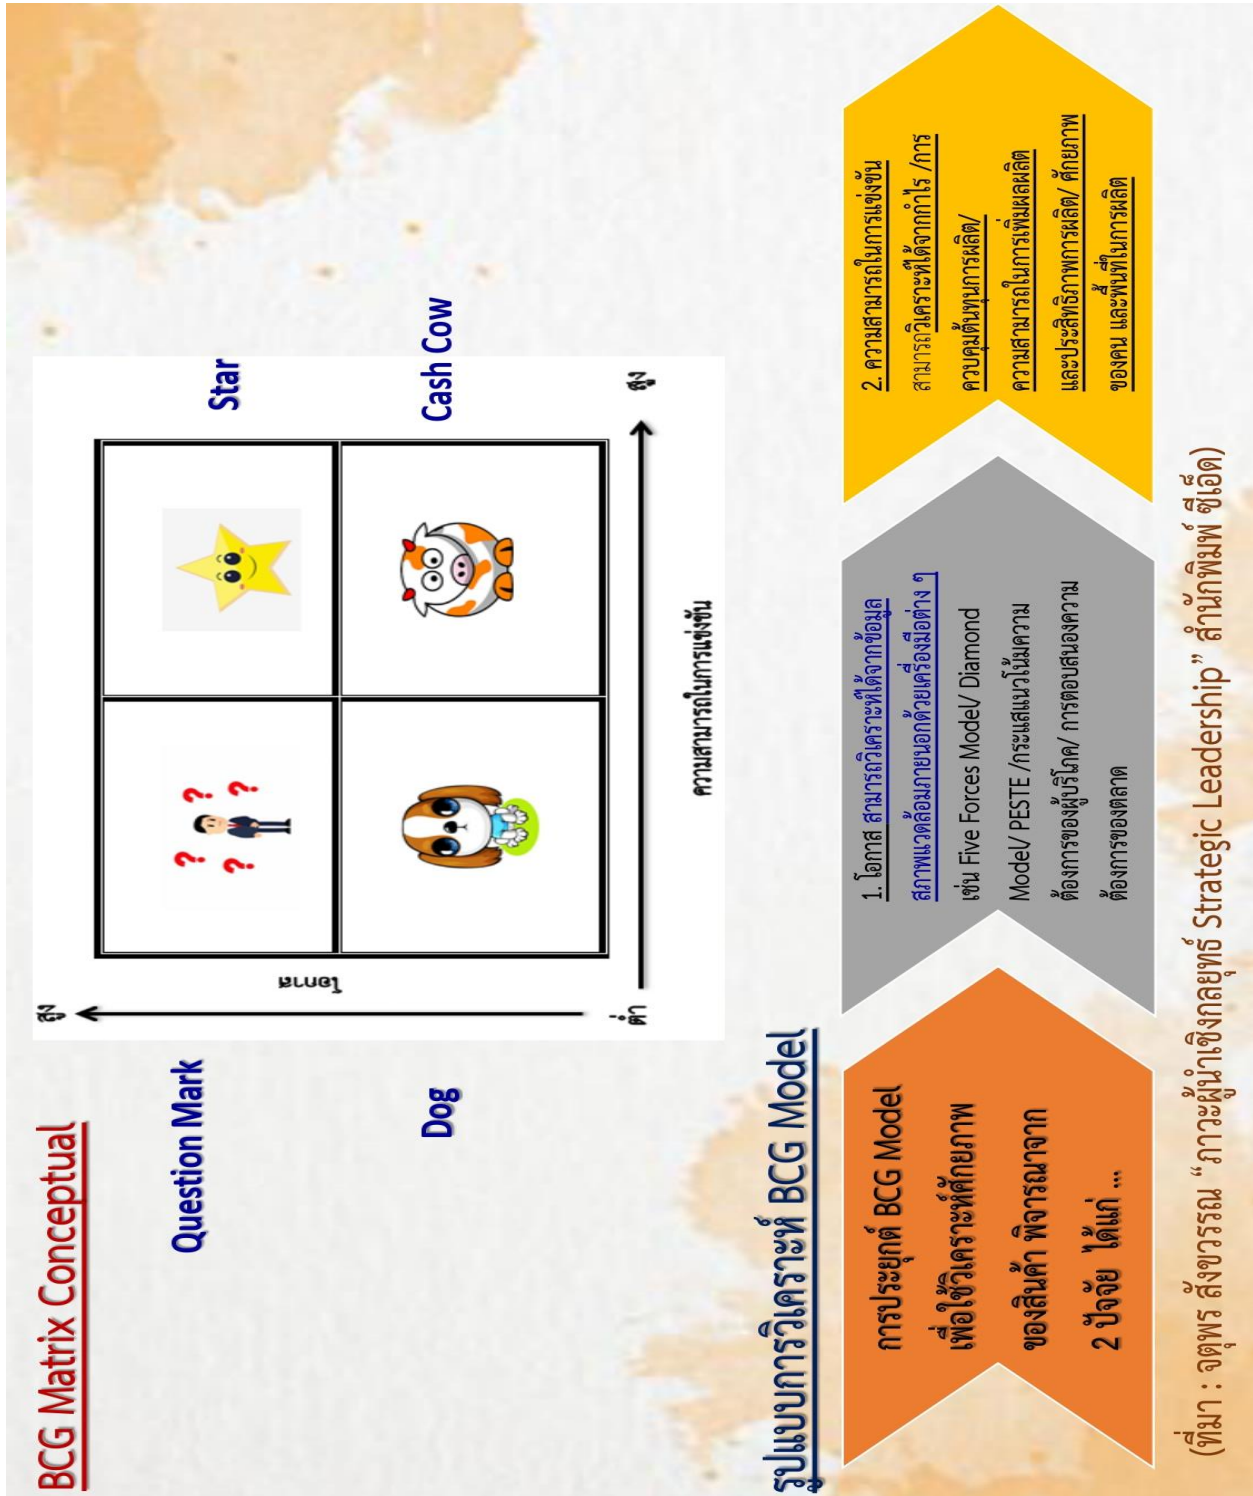 BCG Matrix Conceptual
Question Mark
Star
Dog
Cash Cow
สูง
โอกาส
ต่ำ
สูง
ความสามารถในการแข่งขัน
? ? ? ?
รูปแบบการวิเคราะห์ BCG Model
การประยุกต์ BCG Model
เพื่อใช้วิเคราะห์ศักยภาพ
ของสินค้า พิจารณาจาก
2 ปัจจัย ได้แก่ ...
1. โอกาส สามารถวิเคราะห์ได้จากข้อมูล
สภาพแวดล้อมภายนอกด้วยเครื่องมือต่าง ๆ
เช่น Five Forces Model/ Diamond
Model/ PESTE /กระแสแนวโน้มความ
ต้องการของผู้บริโภค/ การตอบสนองความ
ต้องการของตลาด
2. ความสามารถในการแข่งขัน
สามารถวิเคราะห์ได้จากกำไร /การ
ควบคุมต้นทุนการผลิต/
ความสามารถในการเพิ่มผลผลิต
และประสิทธิภาพการผลิต/ ศักยภาพ
ของคน และพื้นที่ในการผลิต
(ที่มา : จตุพร สังขวรรณ “ภาวะผู้นำเชิงกลยุทธ์ Strategic Leadership” สำนักพิมพ์ ซีเอ็ด)